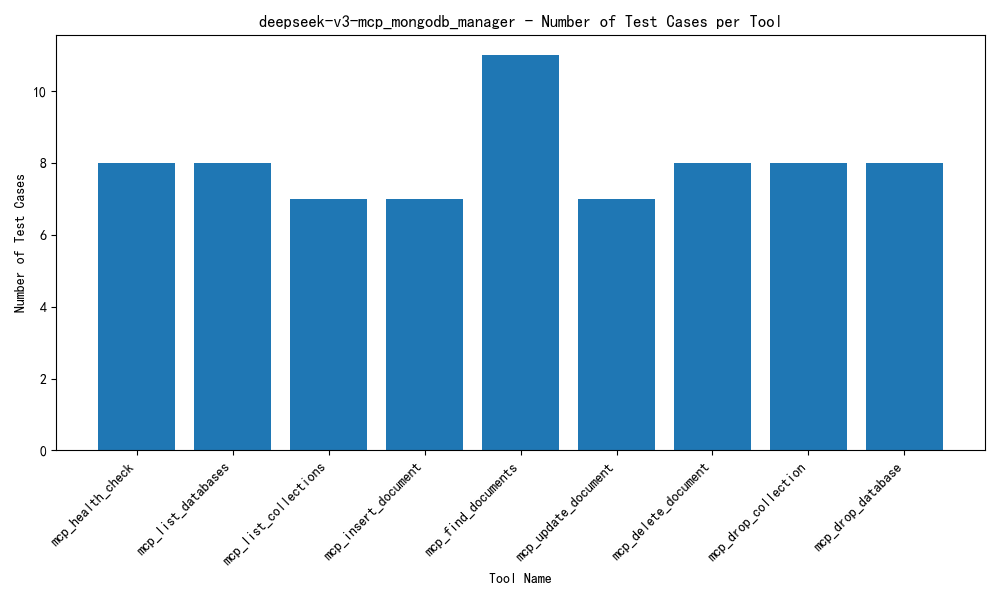 deepseek-v3-mcp_mongodb_manager - Number of Test Cases per Tool
Number of Test Cases
10
8
6
4
2
0
mcp_health_check
mcp_list_databases
mcp_list_collections
mcp_insert_document
mcp_find_documents
mcp_update_document
mcp_delete_document
mcp_drop_collection
mcp_drop_database
Tool Name